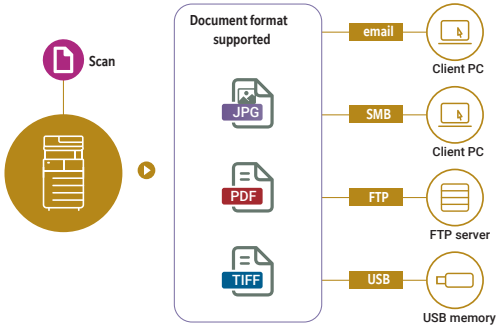 Scan
Document format
supported
JPG
PDF
TIFF
email
Client PC
SMB
Client PC
FTP
FTP server
USB
USB memory